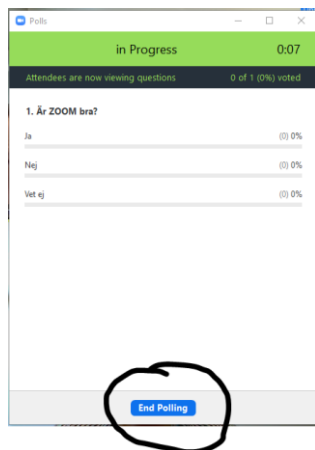 Polls
in Progress 0:07
Attendees are now viewing questions 0 of 1 (0%) voted
1. Är ZOOM bra?
Ja (0) 0%
Nej (0) 0%
Vet ej (0) 0%
End Polling